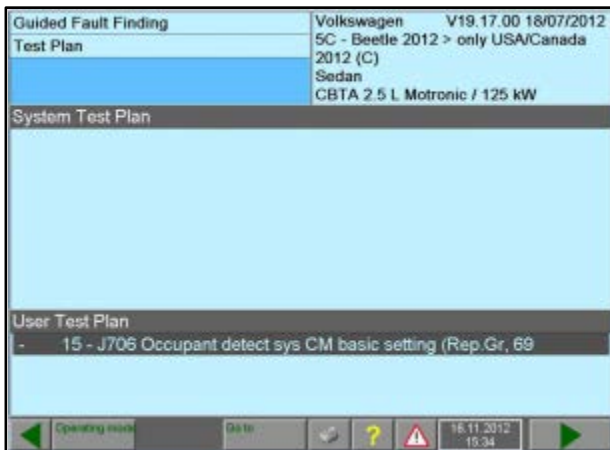 Guided Fault Finding
Test Plan
Volkswagen V19.17.00 18/07/2012
5C - Beetle 2012 > only USA/Canada
2012 (C)
Sedan
CBTA 2.5 L Motronic / 125 kW
System Test Plan
User Test Plan
- 15 - J706 Occupant detect sys CM basic setting (Rep.Gr, 69
Operating mode
Go to
?
16.11.2012
15:34